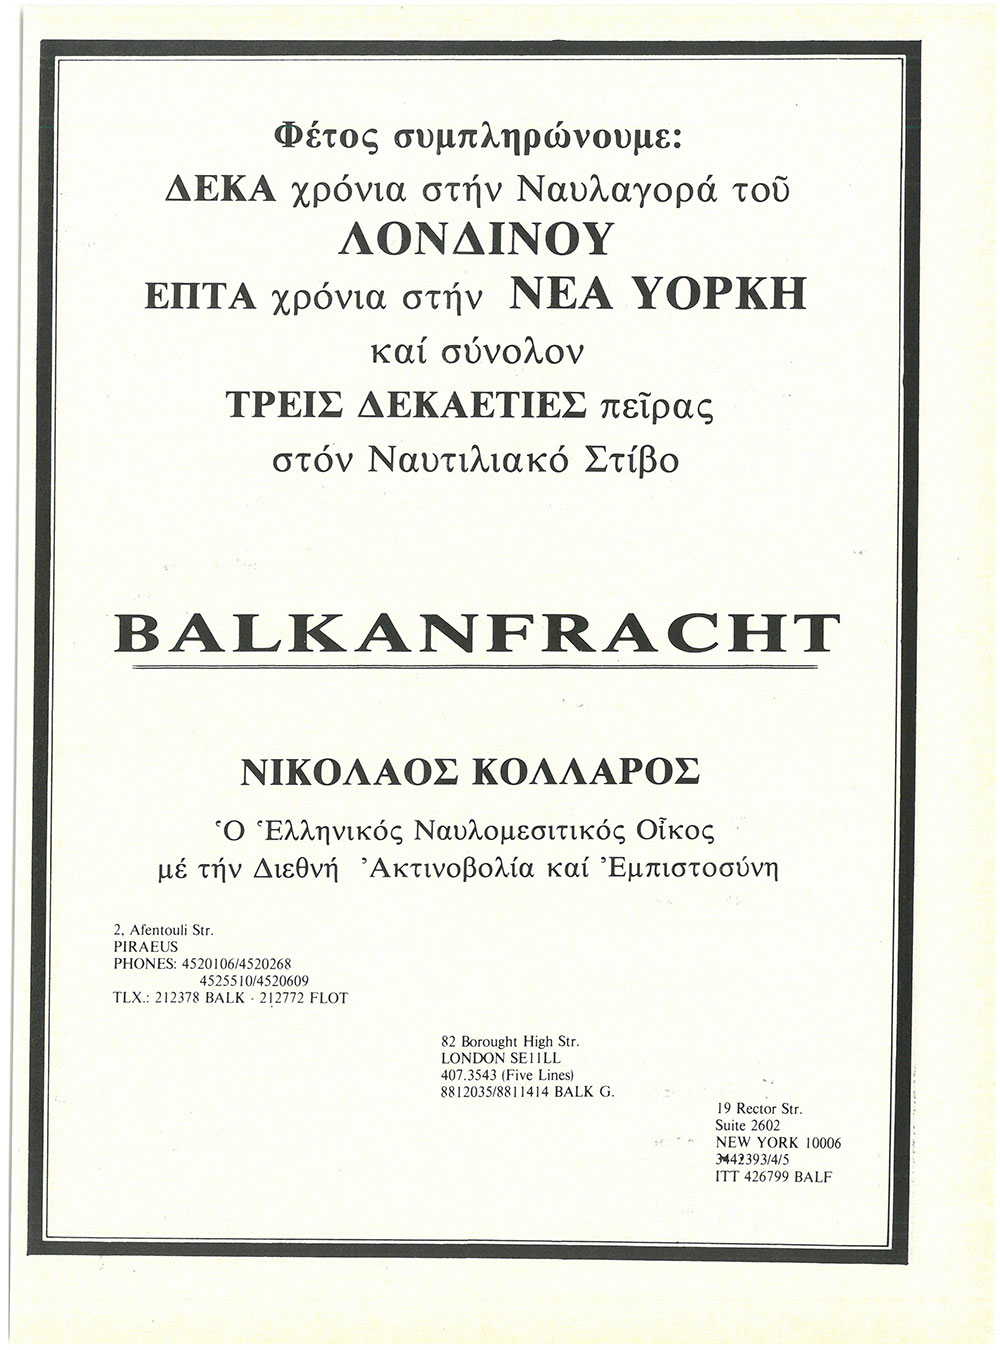 Φέτος συμπληρώνουμε:
ΔΕΚΑ χρόνια στήν Ναυλαγορά τοῦ
ΛΟΝΔΙΝΟΥ
ΕΠΤΑ χρόνια στήν ΝΕΑ ΥΟΡΚΗ
καί σύνολον
ΤΡΕΙΣ ΔΕΚΑΕΤΙΕΣ πεῖρας
στόν Ναυτιλιακό Στίβο
BALKANFRACHT
ΝΙΚΟΛΑΟΣ ΚΟΛΛΑΡΟΣ
Ὁ Ἑλληνικός Ναυλομεσιτικός Οἶκος
μέ τήν Διεθνή Ἀκτινοβολία καί Ἐμπιστοσύνη
2, Afentouli Str.
PIRAEUS
PHONES: 4520106/4520268
4525510/4520609
TLX.: 212378 BALK - 212772 FLOT
82 Borought High Str.
LONDON SE11LL
407.3543 (Five Lines)
8812035/8811414 BALK G.
19 Rector Str.
Suite 2602
NEW YORK 10006
3442393/4/5
ITT 426799 BALF